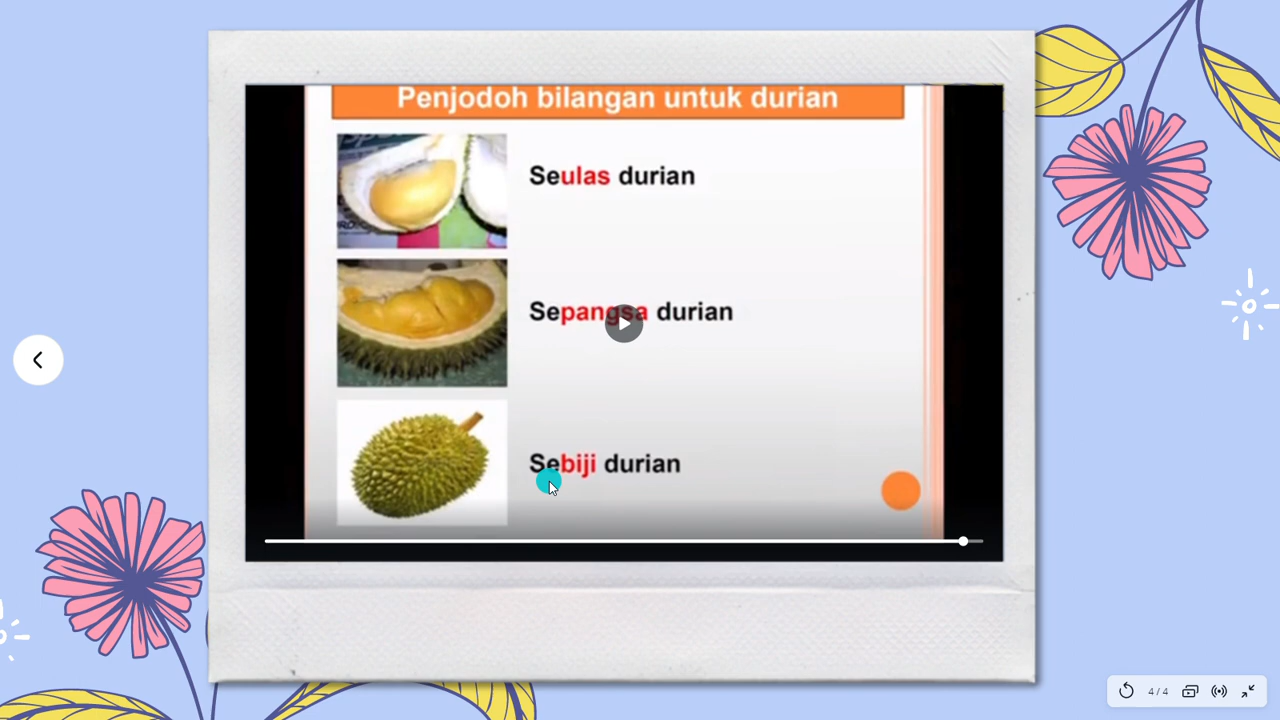 Penjodoh bilangan untuk durian
Seulas durian
Sepangsa durian
Sebiji durian
4 / 4